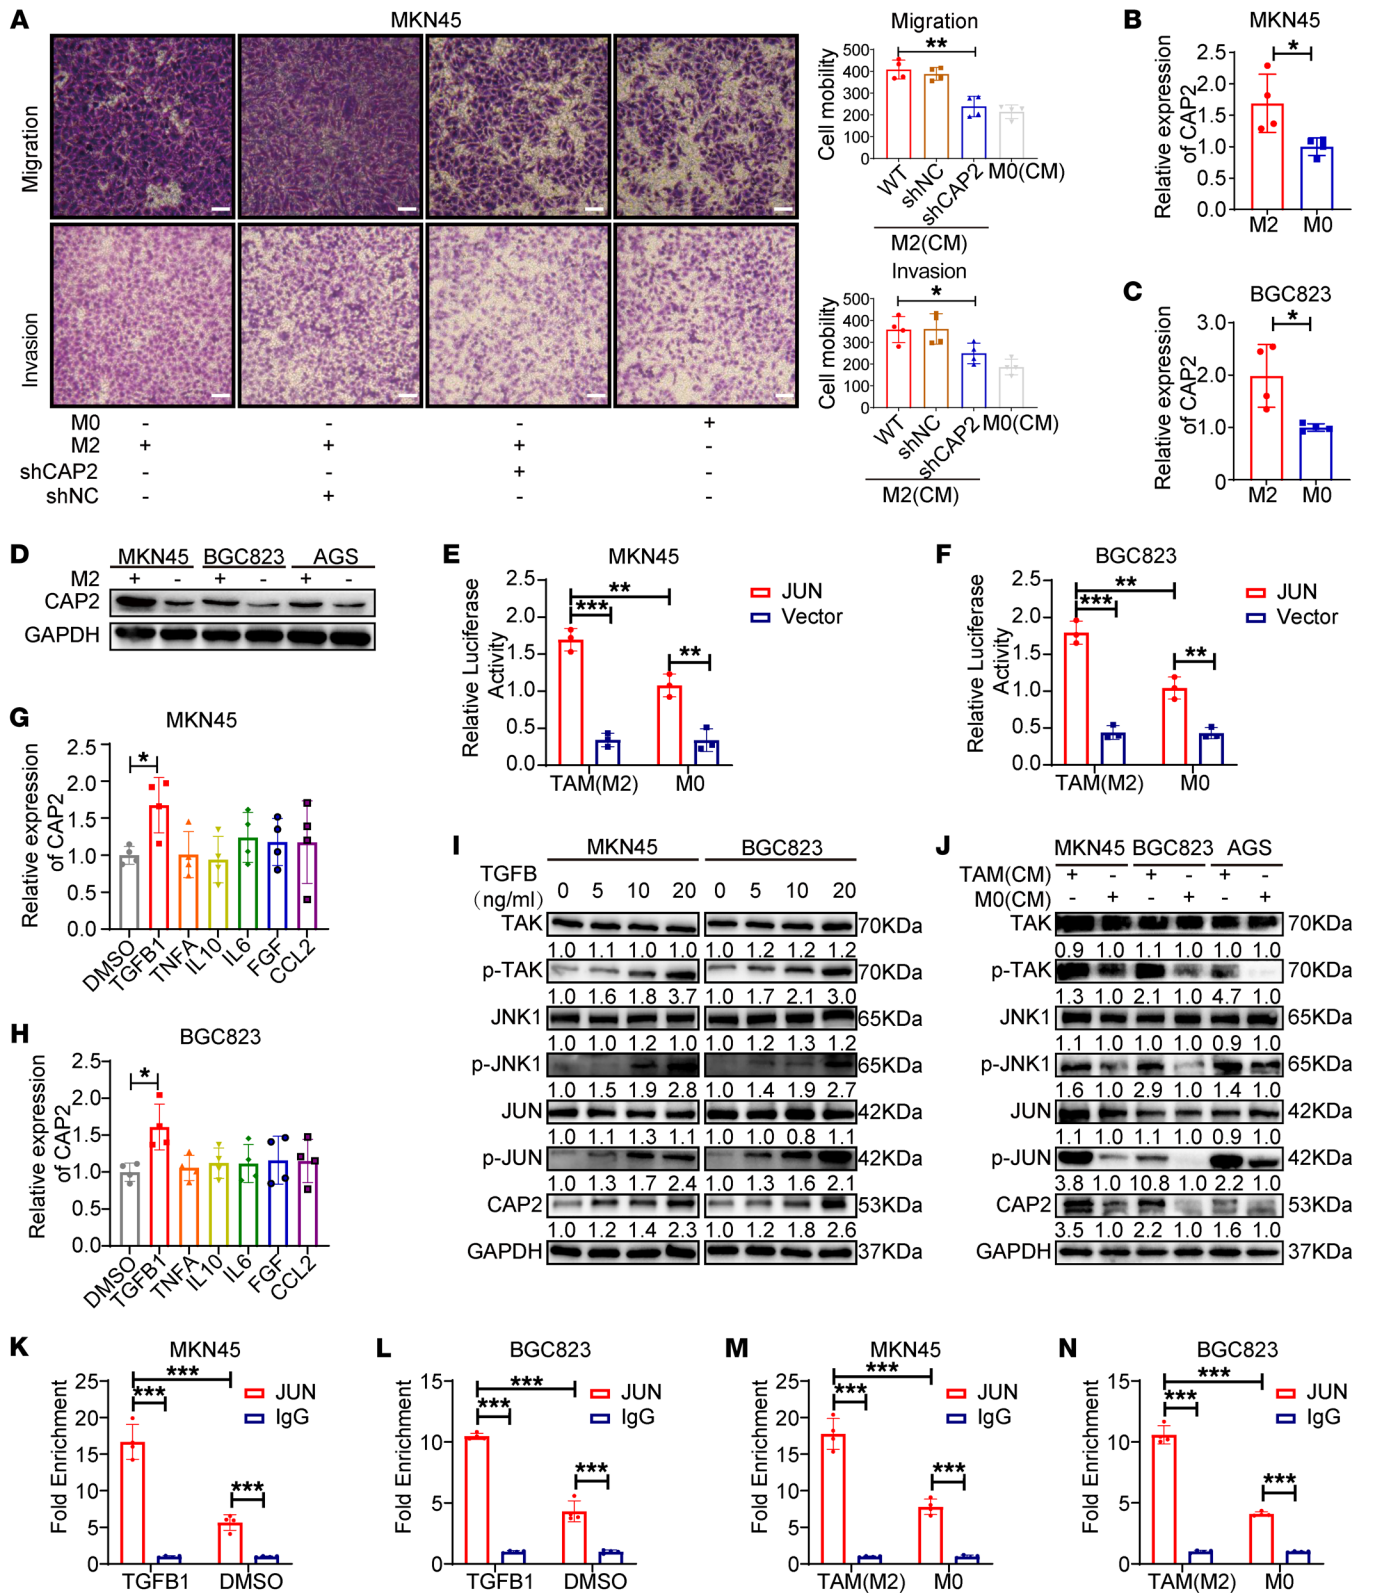 A
MKN45
Migration
Invasion
M0 - - - +
M2 + + + -
shCAP2 - - + -
shNC - + - -
Migration
Cell mobility
500
400
300
200
100
0
**
WT
shNC
shCAP2
M0(CM)
M2(CM)
Invasion
Cell mobility
500
400
300
200
100
0
*
WT
shNC
shCAP2
M0(CM)
M2(CM)
B
MKN45
Relative expression
of CAP2
2.5
2.0
1.5
1.0
0.5
0.0
*
M2 M0
C
BGC823
Relative expression
of CAP2
3.0
2.0
1.0
0
*
M2 M0
D
MKN45 BGC823 AGS
M2 + - + - + -
CAP2
GAPDH
E
MKN45
Relative Luciferase
Activity
2.5
2.0
1.5
1.0
0.5
0.0
**
***
**
JUN
Vector
TAM(M2) M0
F
BGC823
Relative Luciferase
Activity
2.5
2.0
1.5
1.0
0.5
0.0
**
***
**
JUN
Vector
TAM(M2) M0
G
MKN45
Relative expression
of CAP2
2.5
2.0
1.5
1.0
0.5
0.0
*
DMSO
TGFB1
TNFA
IL10
IL6
FGF
CCL2
H
BGC823
Relative expression
of CAP2
2.5
2.0
1.5
1.0
0.5
0.0
*
DMSO
TGFB1
TNFA
IL10
IL6
FGF
CCL2
I
MKN45 BGC823
TGFB
(ng/ml)
0 5 10 20 0 5 10 20
TAK 70KDa
1.0 1.1 1.0 1.0 1.0 1.2 1.2 1.2
p-TAK 70KDa
1.0 1.6 1.8 3.7 1.0 1.7 2.1 3.0
JNK1 65KDa
1.0 1.0 1.2 1.0 1.0 1.2 1.3 1.2
p-JNK1 65KDa
1.0 1.5 1.9 2.8 1.0 1.4 1.9 2.7
JUN 42KDa
1.0 1.1 1.3 1.1 1.0 1.0 0.8 1.1
p-JUN 42KDa
1.0 1.3 1.7 2.4 1.0 1.3 1.6 2.1
CAP2 53KDa
1.0 1.2 1.4 2.3 1.0 1.2 1.8 2.6
GAPDH 37KDa
J
MKN45 BGC823 AGS
TAM(CM) + - + - + -
M0(CM) - + - + - +
TAK 70KDa
0.9 1.0 1.1 1.0 1.0 1.0
p-TAK 70KDa
1.3 1.0 2.1 1.0 4.7 1.0
JNK1 65KDa
1.1 1.0 1.0 1.0 0.9 1.0
p-JNK1 65KDa
1.6 1.0 2.9 1.0 1.4 1.0
JUN 42KDa
1.1 1.0 1.1 1.0 0.9 1.0
p-JUN 42KDa
3.8 1.0 10.8 1.0 2.2 1.0
CAP2 53KDa
3.5 1.0 2.2 1.0 1.6 1.0
GAPDH 37KDa
K
MKN45
Fold Enrichment
25
20
15
10
5
0
***
***
***
JUN
IgG
TGFB1 DMSO
L
BGC823
Fold Enrichment
15
10
5
0
***
***
***
JUN
IgG
TGFB1 DMSO
M
MKN45
Fold Enrichment
25
20
15
10
5
0
***
***
***
JUN
IgG
TAM(M2) M0
N
BGC823
Fold Enrichment
15
10
5
0
***
***
***
JUN
IgG
TAM(M2) M0